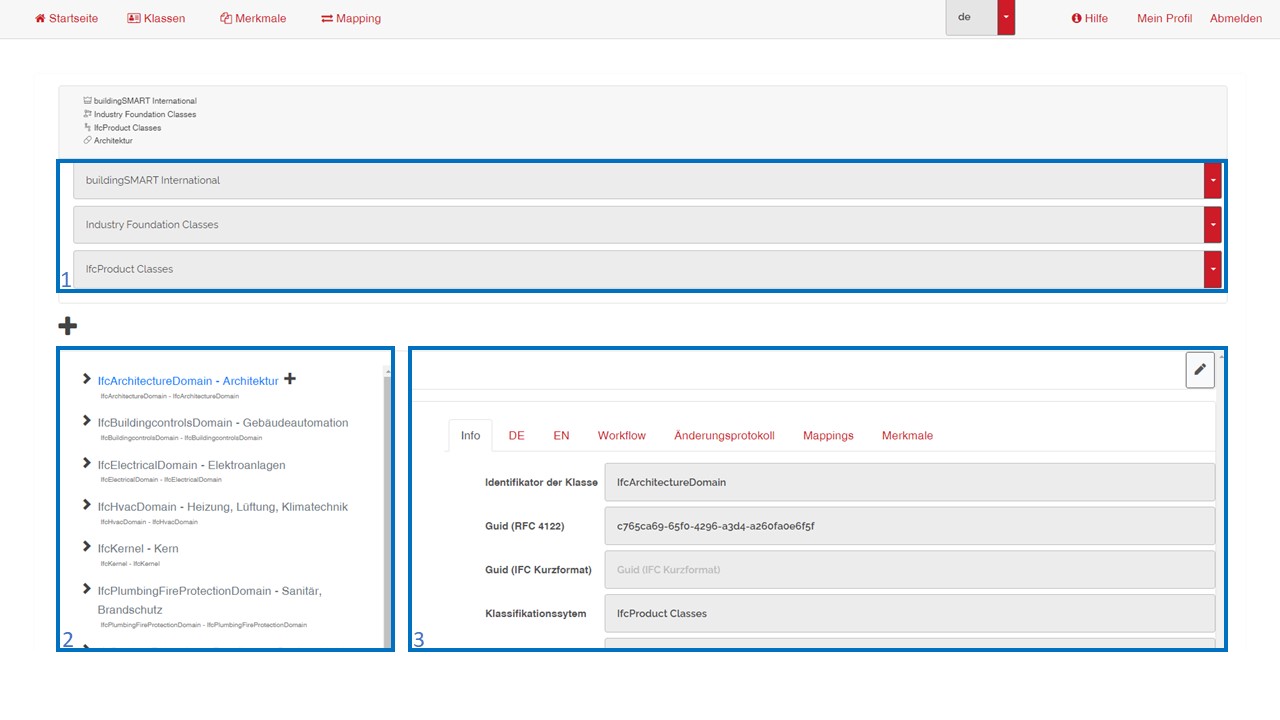 Startseite Klassen Merkmale Mapping de Hilfe Mein Profil Abmelden
buildingSMART International
Industry Foundation Classes
IfcProduct Classes
Architektur
buildingSMART International
Industry Foundation Classes
IfcProduct Classes
1
IfcArchitectureDomain - Architektur
IfcArchitectureDomain - IfcArchitectureDomain
IfcBuildingcontrolsDomain - Gebäudeautomation
IfcBuildingcontrolsDomain - IfcBuildingcontrolsDomain
IfcElectricalDomain - Elektroanlagen
IfcElectricalDomain - IfcElectricalDomain
IfcHvacDomain - Heizung, Lüftung, Klimatechnik
IfcHvacDomain - IfcHvacDomain
IfcKernel - Kern
IfcKernel - IfcKernel
IfcPlumbingFireProtectionDomain - Sanitär,
Brandschutz
IfcPlumbingFireProtectionDomain - IfcPlumbingFireProtectionDomain
2
Info DE EN Workflow Änderungsprotokoll Mappings Merkmale
Identifikator der Klasse IfcArchitectureDomain
Guid (RFC 4122) c765ca69-65f0-4296-a3d4-a260fa0e6f5f
Guid (IFC Kurzformat) Guid (IFC Kurzformat)
Klassifikationssytem IfcProduct Classes
3